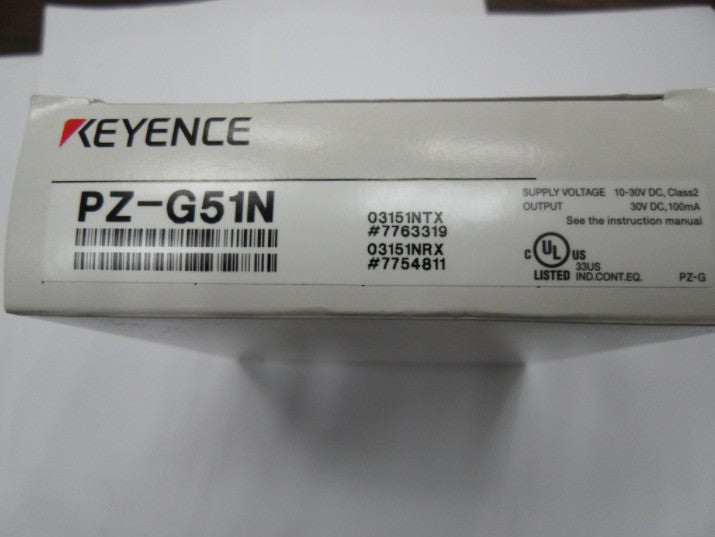 KEYENCE
PZ-G51N
03151NTX
#7763319
03151NRX
#7754811
SUPPLY VOLTAGE 10-30V DC, Class2
OUTPUT 30V DC, 100mA
See the instruction manual
C UL US
LISTED 33US IND.CONT.EQ.
PZ-G